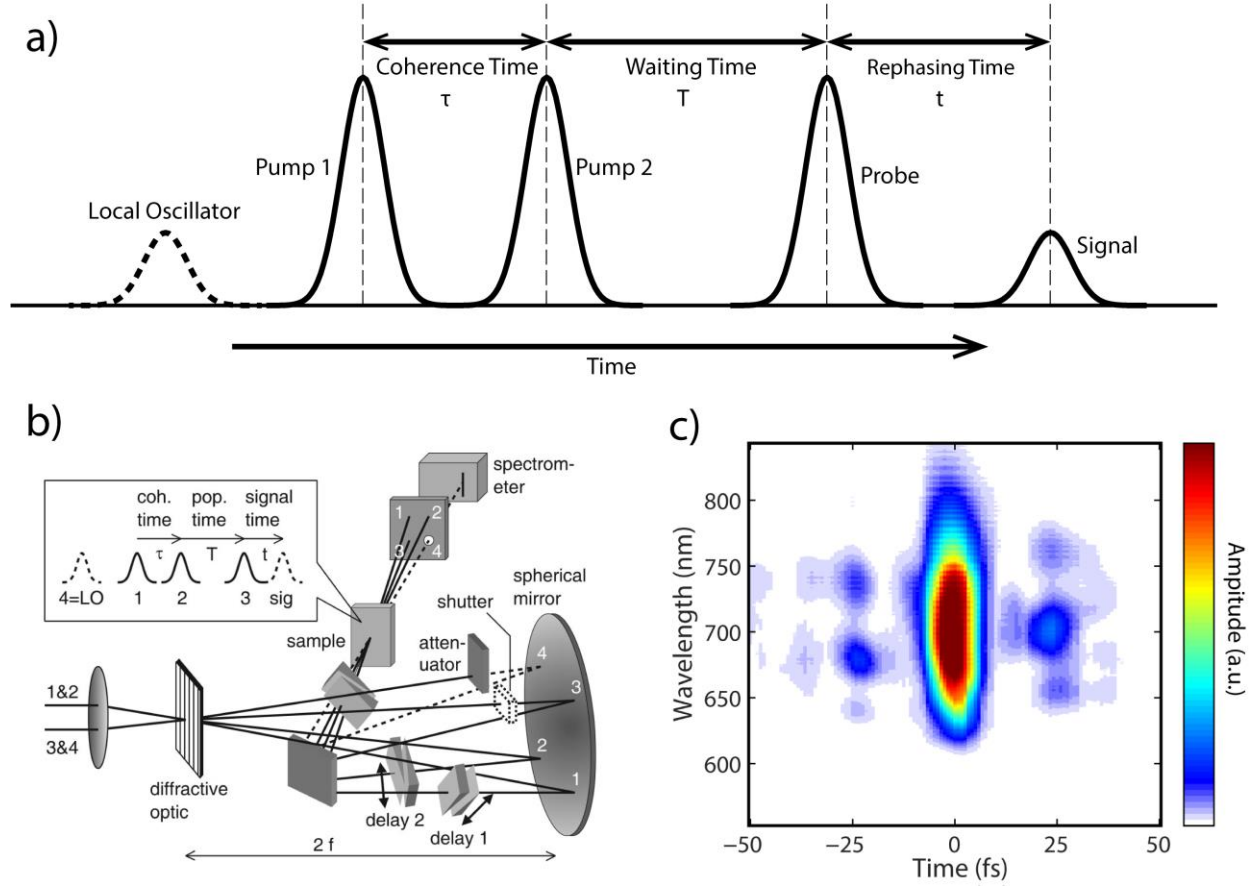 a)
Coherence Time
τ
Waiting Time
T
Rephasing Time
t
Pump 1
Pump 2
Probe
Local Oscillator
Signal
Time
b)
coh. pop. signal
time time time
τ T t
4=LO 1 2 3 sig
spectrom-
eter
1 2
3 4
spherical
mirror
shutter
sample
atten-
uator
4
3
2
1
1&2
3&4
diffractive
optic
delay 2
delay 1
2 f
c)
Wavelength (nm)
800
750
700
650
600
−50 −25 0 25 50
Time (fs)
Amplitude (a.u.)